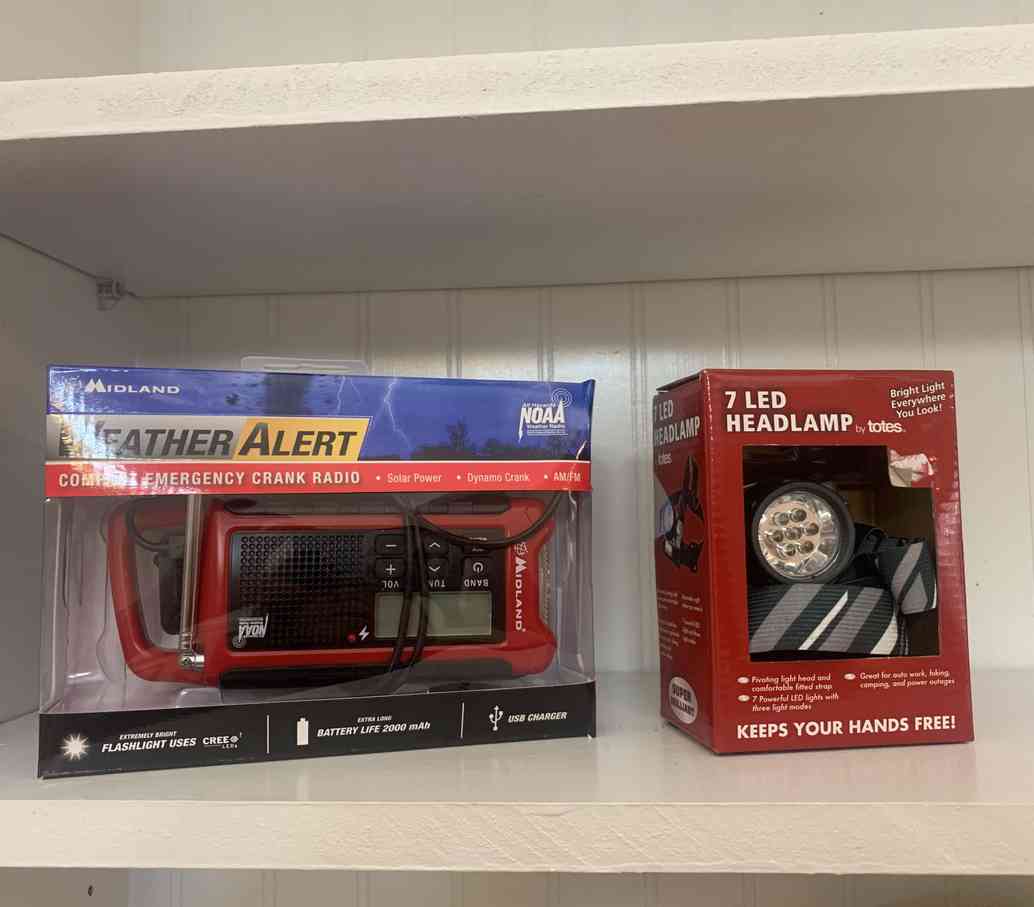 MIDLAND
WEATHER ALERT
COMPACT EMERGENCY CRANK RADIO • Solar Power • Dynamo Crank • AM/FM
All Hazards
NOAA
Weather Radio
VOL
TUN
BAND
MIDLAND
NOAA
EXTREMELY BRIGHT
FLASHLIGHT USES CREE
LEDs
EXTRA LONG
BATTERY LIFE 2000 mAh
USB CHARGER
7 LED
HEADLAMP
totes
SUPER
BRILLIANT
7 LED
HEADLAMP by totes
Bright Light
Everywhere
You Look!
Pivoting light head and
comfortable fitted strap
7 Powerful LED lights with
three light modes
Great for auto work, hiking,
camping, and power outages
KEEPS YOUR HANDS FREE!